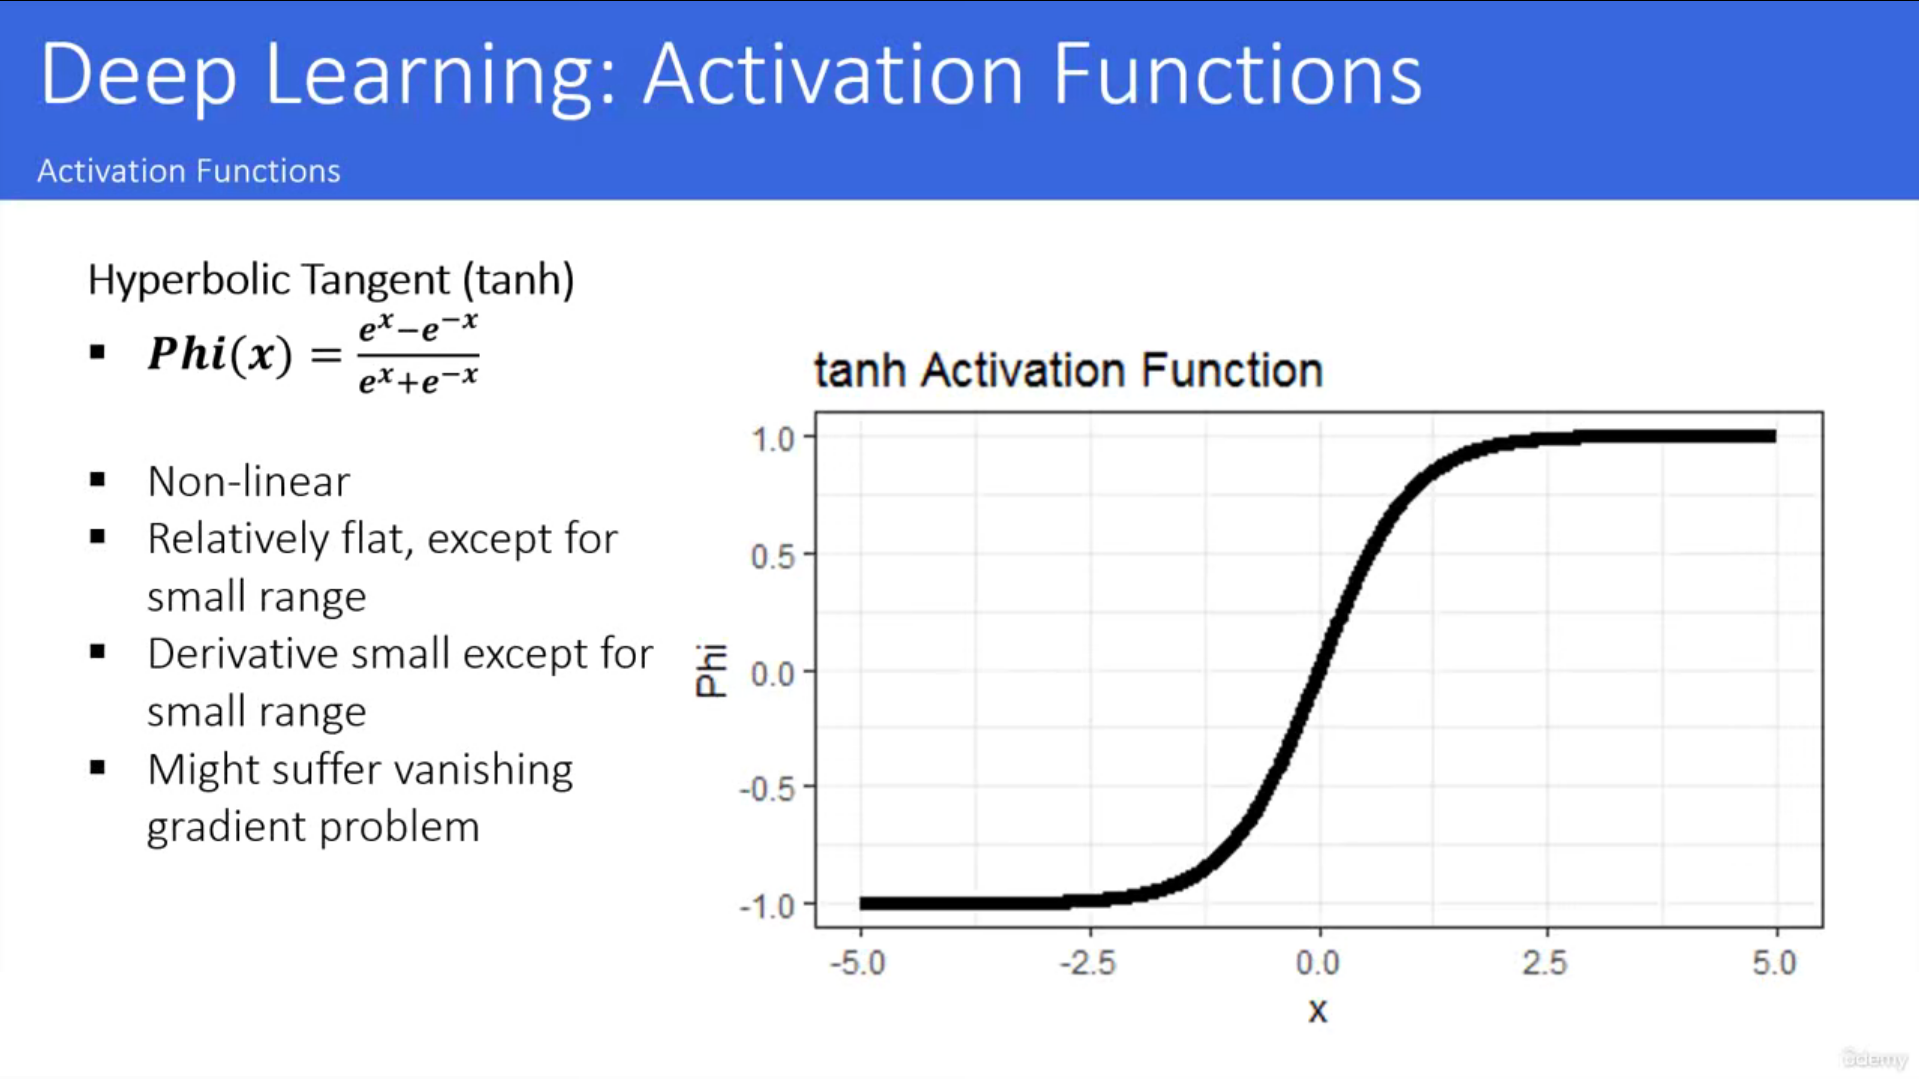 Deep Learning: Activation Functions
Activation Functions
Hyperbolic Tangent (tanh)
▪ Phi(x) = \frac{e^x−e^{−x}}{e^x+e^{−x}}
▪ Non-linear
▪ Relatively flat, except for
small range
▪ Derivative small except for
small range
▪ Might suffer vanishing
gradient problem
tanh Activation Function
1.0
0.5
0.0
-0.5
-1.0
Phi
-5.0 -2.5 0.0 2.5 5.0
x
Udemy